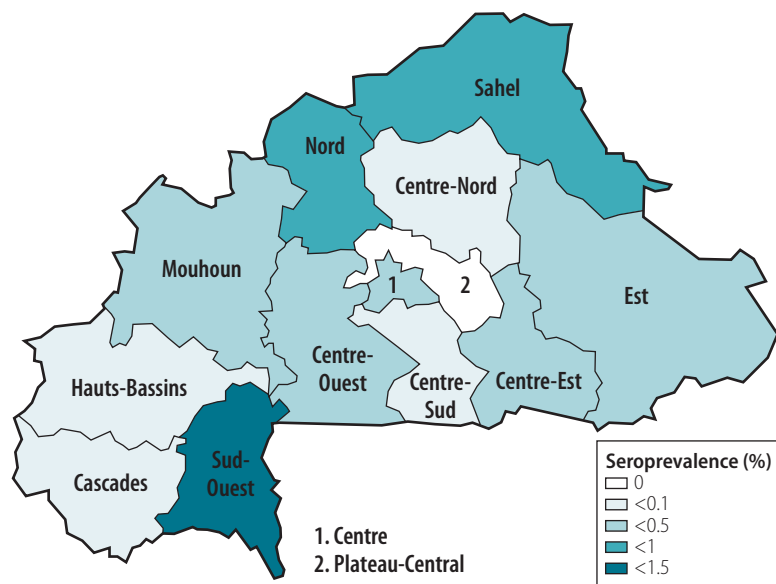 Sahel
Nord
Centre-Nord
Mouhoun
1
2
Est
Centre-
Ouest
Hauts-Bassins
Centre-
Sud
Centre-Est
Cascades
Sud-
Ouest
1. Centre
2. Plateau-Central
Seroprevalence (%)
0
<0.1
<0.5
<1
<1.5